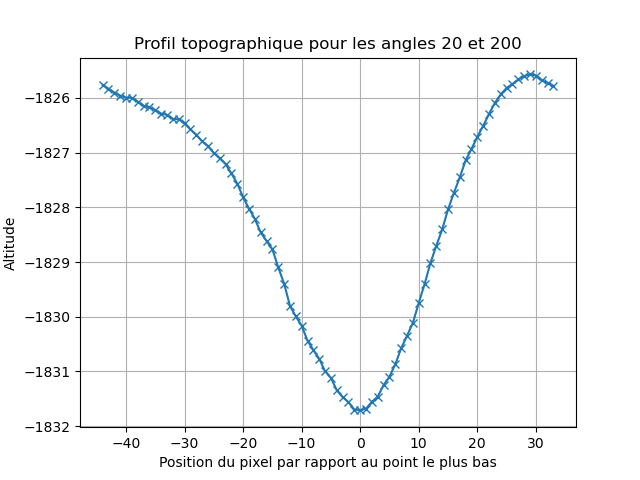 Profil topographique pour les angles 20 et 200
Altitude
−1826
−1827
−1828
−1829
−1830
−1831
−1832
−40 −30 −20 −10 0 10 20 30
Position du pixel par rapport au point le plus bas